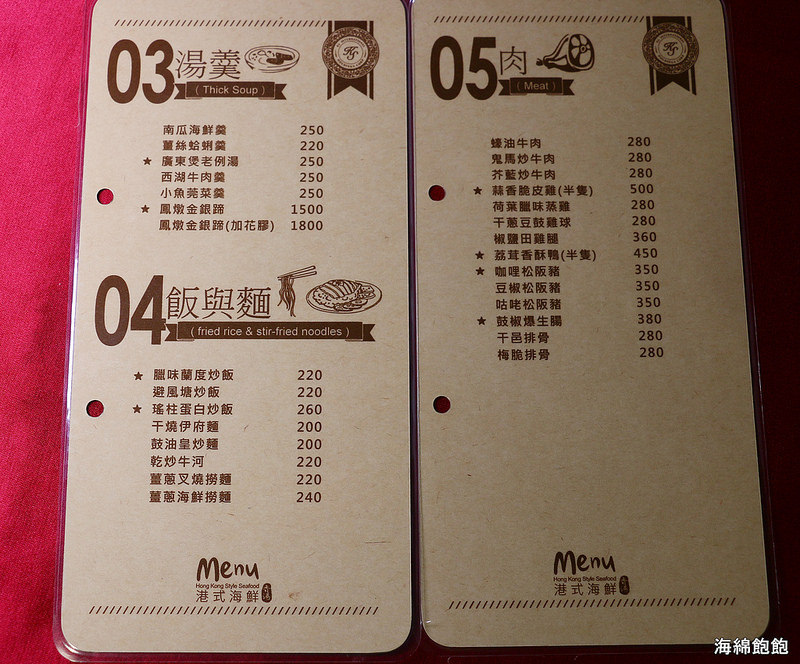 03 湯羹
( Thick Soup )
南瓜海鮮羹 250
薑絲蛤蜊羹 220
★ 廣東煲老例湯 250
西湖牛肉羹 250
小魚莧菜羹 250
★ 鳳燉金銀蹄 1500
鳳燉金銀蹄(加花膠) 1800
04 飯與麵
( fried rice & stir-fried noodles )
★ 臘味蘭度炒飯 220
避風塘炒飯 220
★ 瑤柱蛋白炒飯 260
干燒伊府麵 200
鼓油皇炒麵 200
乾炒牛河 220
薑蔥叉燒撈麵 220
薑蔥海鮮撈麵 240
Menu
Hong Kong Style Seafood
港式海鮮
05 肉
( Meat )
蠔油牛肉 280
鬼馬炒牛肉 280
芥藍炒牛肉 280
★ 蒜香脆皮雞(半隻) 500
荷葉臘味蒸雞 280
干蔥豆鼓雞球 280
椒鹽田雞腿 360
★ 荔茸香酥鴨(半隻) 450
★ 咖哩松阪豬 350
豆椒松阪豬 350
咕咾松阪豬 350
★ 鼓椒爆生腸 380
干邑排骨 280
梅脆排骨 280
Menu
Hong Kong Style Seafood
港式海鮮
海綿飽飽